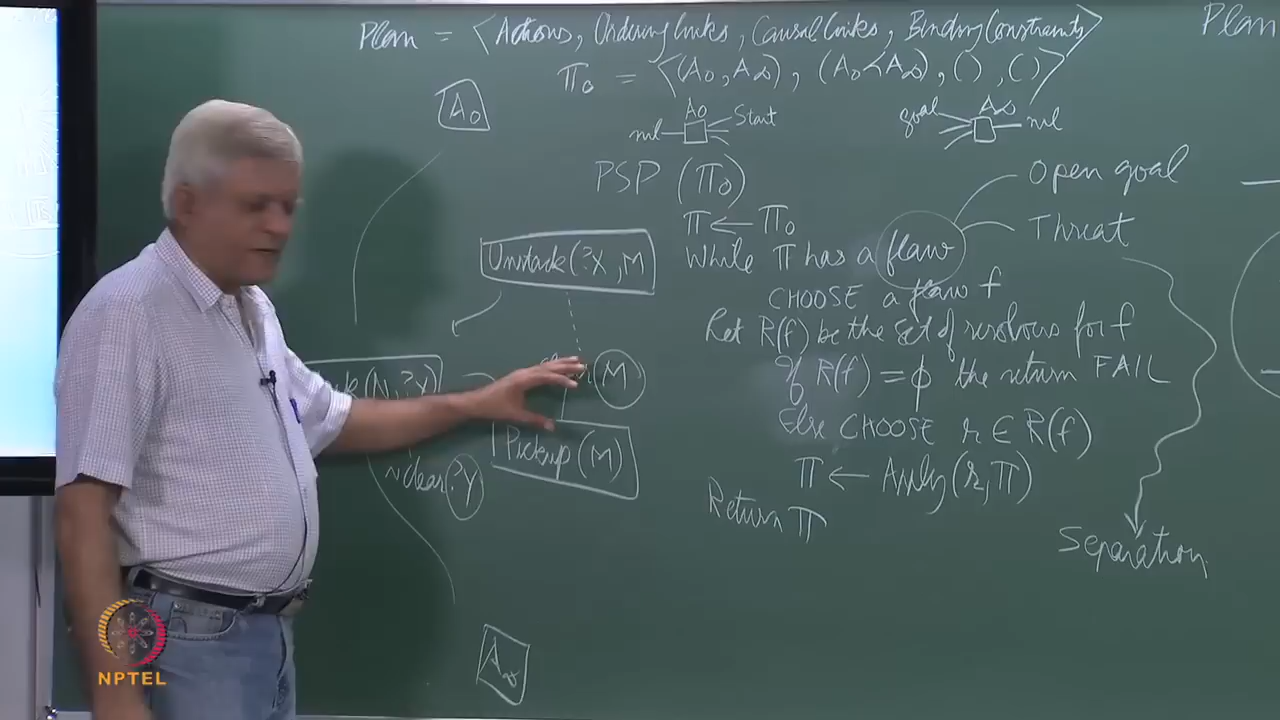 Plan = ⟨Actions, Ordering links, Causal links, Binding Constraints⟩
Plan
π₀ = ⟨(A₀, A∞), (A₀<A∞), ( ), ( )⟩
A₀
A₀
nil
Start
goal
A∞
nil
PSP (π₀)
Open goal
π ← π₀
Threat
While π has a flaw
Unstack(?X, M
CHOOSE a flaw f
Let R(f) be the set of resolvers for f
(N, ?Y)
(M)
If R(f) = ϕ the return FAIL
Else CHOOSE r ∈ R(f)
Pickup(M)
¬clear(?Y)
π ← Apply(r, π)
Return π
Separation
A∞
NPTEL